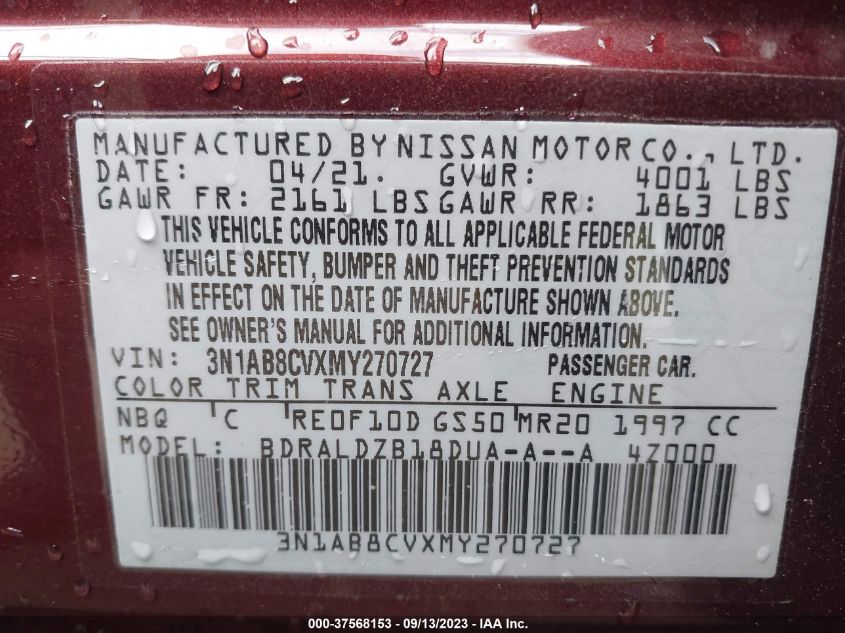 MANUFACTURED BY NISSAN MOTOR CO., LTD.
DATE: 04/21. GVWR: 4001 LBS
GAWR FR: 2161 LBS GAWR RR: 1863 LBS
THIS VEHICLE CONFORMS TO ALL APPLICABLE FEDERAL MOTOR
VEHICLE SAFETY, BUMPER AND THEFT PREVENTION STANDARDS
IN EFFECT ON THE DATE OF MANUFACTURE SHOWN ABOVE.
SEE OWNER'S MANUAL FOR ADDITIONAL INFORMATION.
VIN: 3N1AB8CVXMY270727 PASSENGER CAR.
COLOR TRIM TRANS AXLE ENGINE
NBQ 'C RE0F10D GS50 MR20 1997 CC
MODEL: BDRALDZB18DUA-A--A 4Z000
3N1AB8CVXMY270727
000-37568153 - 09/13/2023 - IAA Inc.